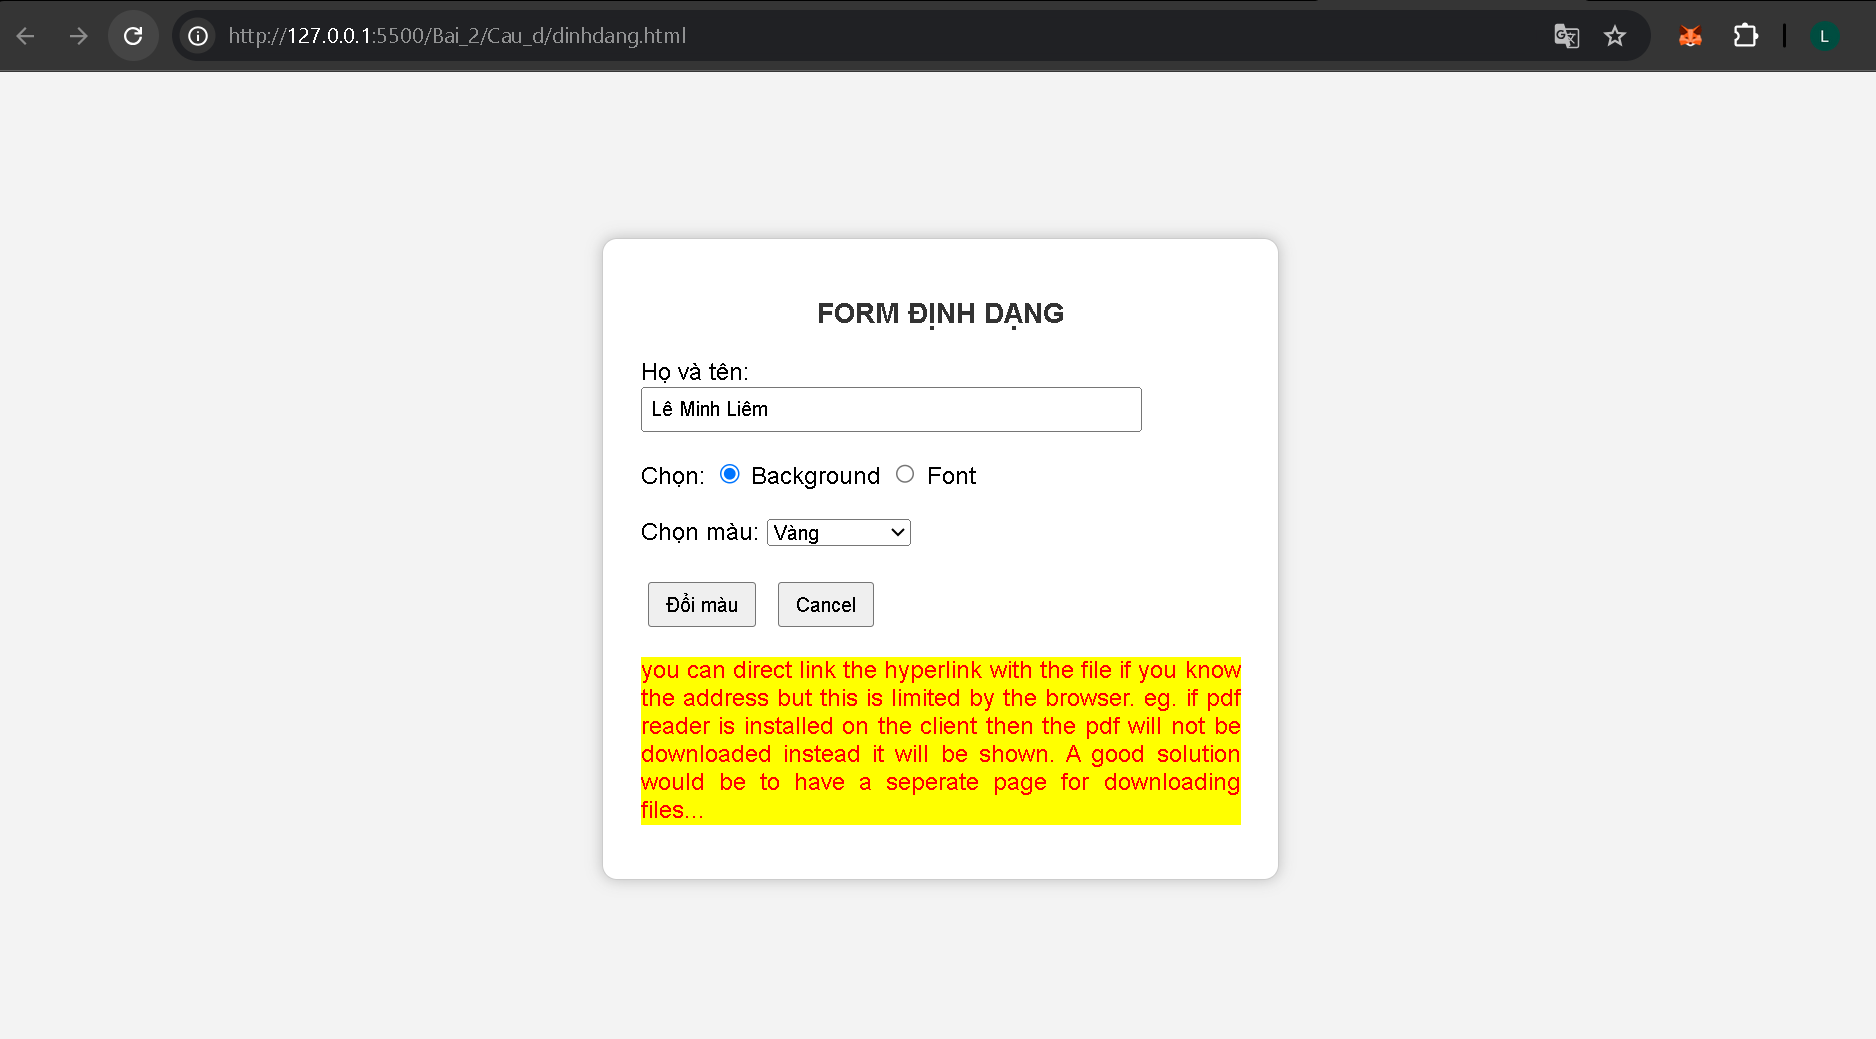 http://127.0.0.1:5500/Bai_2/Cau_d/dinhdang.html
L
FORM ĐỊNH DẠNG
Họ và tên:
Lê Minh Liêm
Chọn: Background Font
Chọn màu: Vàng
Đổi màu Cancel
you can direct link the hyperlink with the file if you know
the address but this is limited by the browser. eg. if pdf
reader is installed on the client then the pdf will not be
downloaded instead it will be shown. A good solution
would be to have a seperate page for downloading
files...